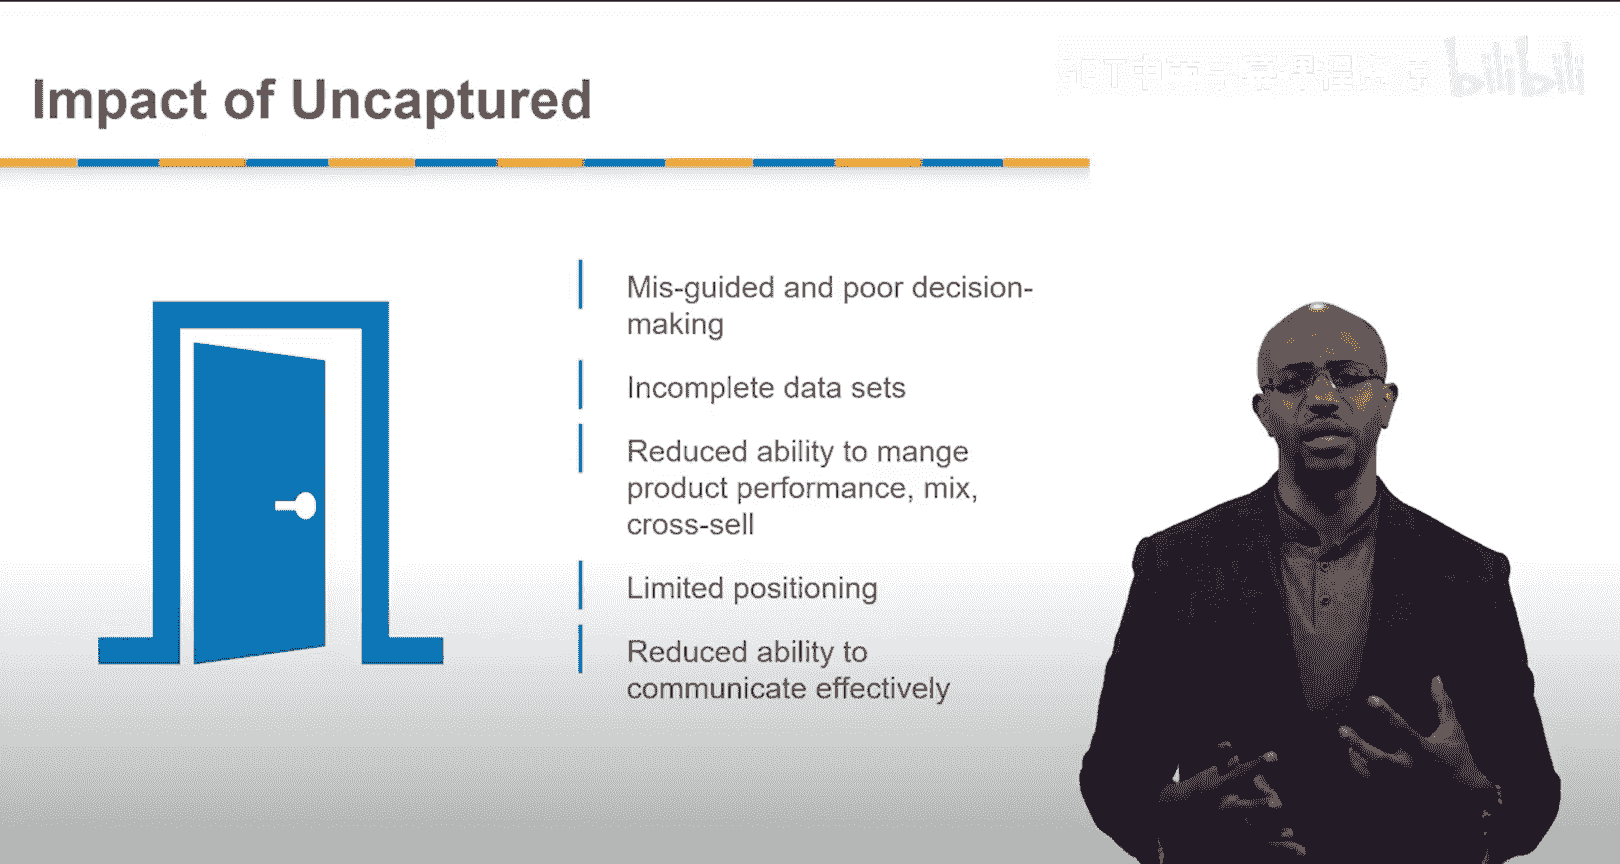 Impact of Uncaptured
bilibili
Mis-guided and poor decision-
making
Incomplete data sets
Reduced ability to mange
product performance, mix,
cross-sell
Limited positioning
Reduced ability to
communicate effectively